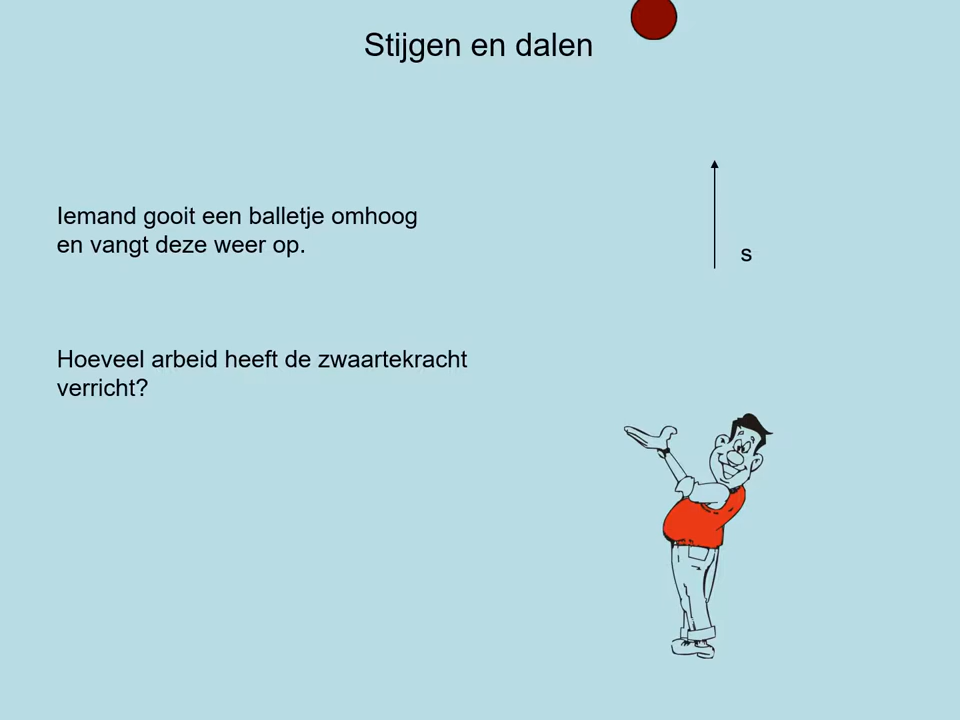 Stijgen en dalen
Iemand gooit een balletje omhoog
en vangt deze weer op.
s
Hoeveel arbeid heeft de zwaartekracht
verricht?